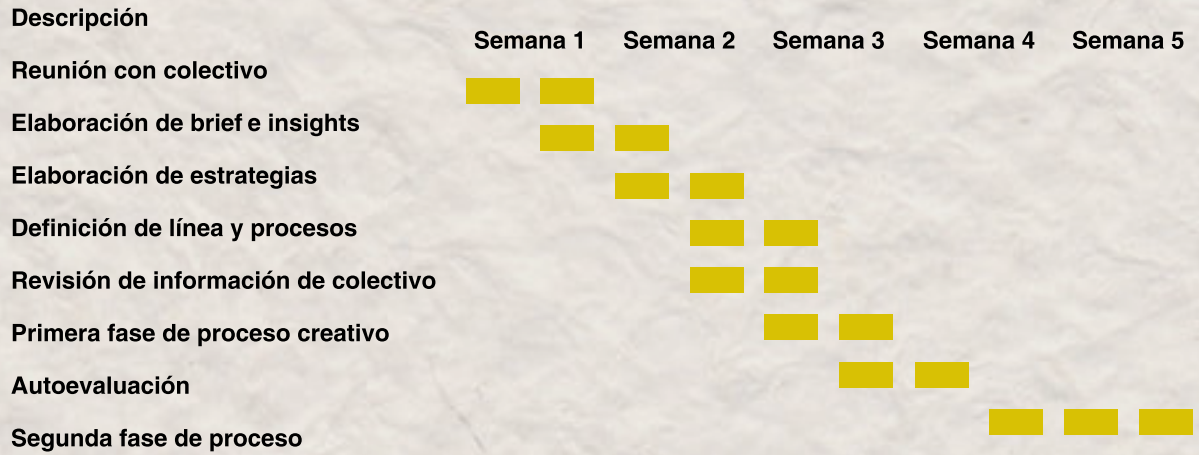 Descripción
Semana 1 Semana 2 Semana 3 Semana 4 Semana 5
Reunión con colectivo
Elaboración de brief e insights
Elaboración de estrategias
Definición de línea y procesos
Revisión de información de colectivo
Primera fase de proceso creativo
Autoevaluación
Segunda fase de proceso